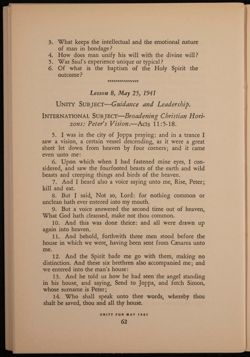 3. What keeps the intellectual and the emotional nature
of man in bondage?
4. How does man unify his will with the divine will?
5. Was Saul's experience unique or typical?
6. Of what is the baptism of the Holy Spirit the
outcome?
***************
Lesson 8, May 25, 1941
UNITY SUBJECT—Guidance and Leadership.
INTERNATIONAL SUBJECT—Broadening Christian Hori-
zons: Peter's Vision.—Acts 11:5-18.
5. I was in the city of Joppa praying: and in a trance I
saw a vision, a certain vessel descending, as it were a great
sheet let down from heaven by four corners; and it came
even unto me:
6. Upon which when I had fastened mine eyes, I con-
sidered, and saw the fourfooted beasts of the earth and wild
beasts and creeping things and birds of the heaven.
7. And I heard also a voice saying unto me, Rise, Peter;
kill and eat.
8. But I said, Not so, Lord: for nothing common or
unclean hath ever entered into my mouth.
9. But a voice answered the second time out of heaven,
What God hath cleansed, make not thou common.
10. And this was done thrice: and all were drawn up
again into heaven.
11. And behold, forthwith three men stood before the
house in which we were, having been sent from Cæsarea unto
me.
12. And the Spirit bade me go with them, making no
distinction. And these six brethren also accompanied me; and
we entered into the man's house:
13. And he told us how he had seen the angel standing
in his house, and saying, Send to Joppa, and fetch Simon,
whose surname is Peter;
14. Who shall speak unto thee words, whereby thou
shalt be saved, thou and all thy house.
UNITY FOR MAY 1941
62